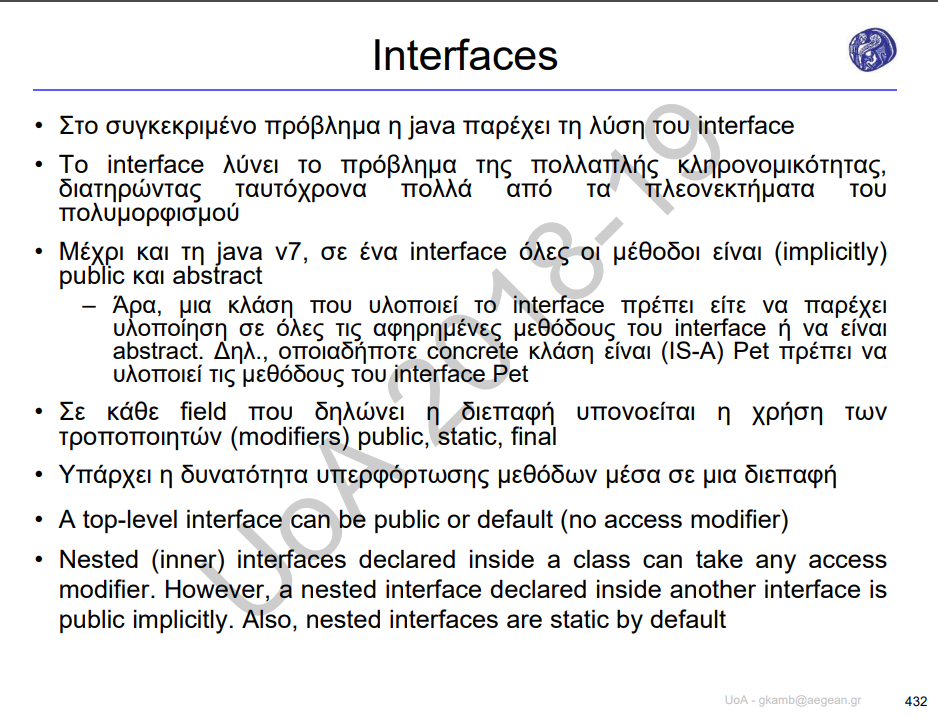 Interfaces
• Στο συγκεκριμένο πρόβλημα η java παρέχει τη λύση του interface
• Το interface λύνει το πρόβλημα της πολλαπλής κληρονομικότητας,
διατηρώντας ταυτόχρονα πολλά από τα πλεονεκτήματα του
πολυμορφισμού
• Μέχρι και τη java v7, σε ένα interface όλες οι μέθοδοι είναι (implicitly)
public και abstract
– Άρα, μια κλάση που υλοποιεί το interface πρέπει είτε να παρέχει
υλοποίηση σε όλες τις αφηρημένες μεθόδους του interface ή να είναι
abstract. Δηλ., οποιαδήποτε concrete κλάση είναι (IS-A) Pet πρέπει να
υλοποιεί τις μεθόδους του interface Pet
• Σε κάθε field που δηλώνει η διεπαφή υπονοείται η χρήση των
τροποποιητών (modifiers) public, static, final
• Υπάρχει η δυνατότητα υπερφόρτωσης μεθόδων μέσα σε μια διεπαφή
• A top-level interface can be public or default (no access modifier)
• Nested (inner) interfaces declared inside a class can take any access
modifier. However, a nested interface declared inside another interface is
public implicitly. Also, nested interfaces are static by default
UoA 2018-19
UoA - gkamb@aegean.gr
432